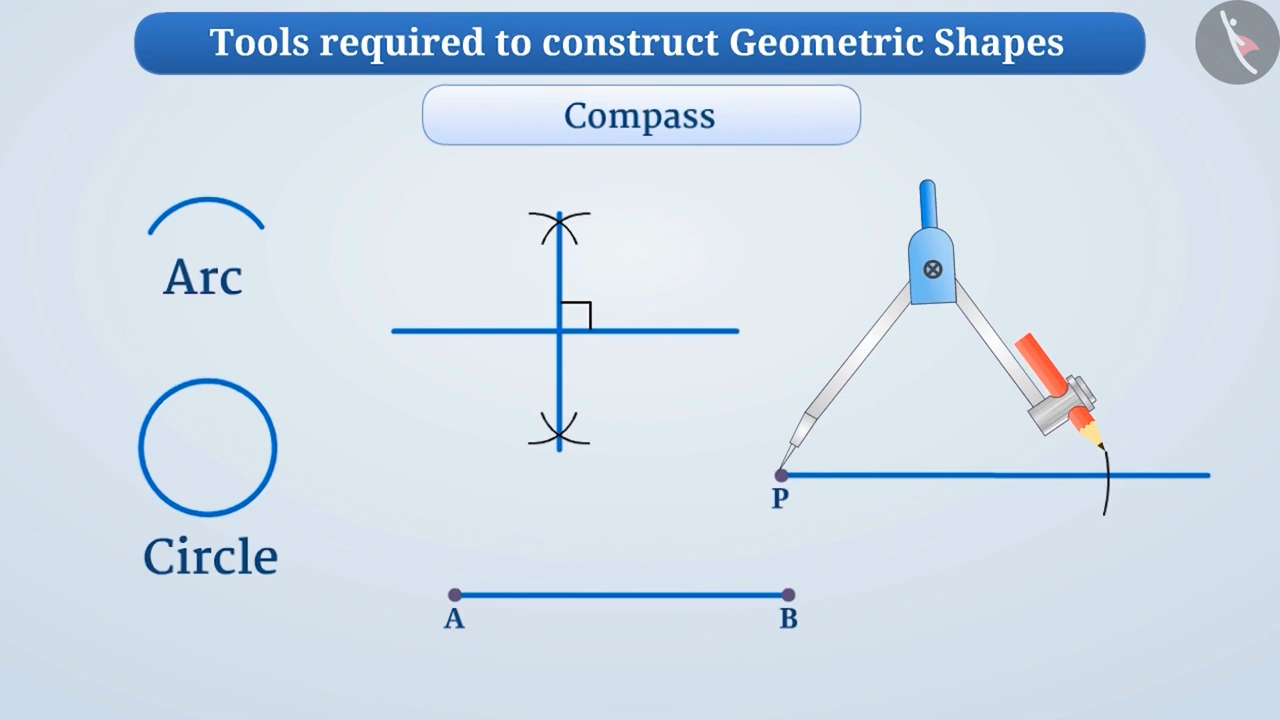 Tools required to construct Geometric Shapes
Compass
Arc
Circle
P
A
B